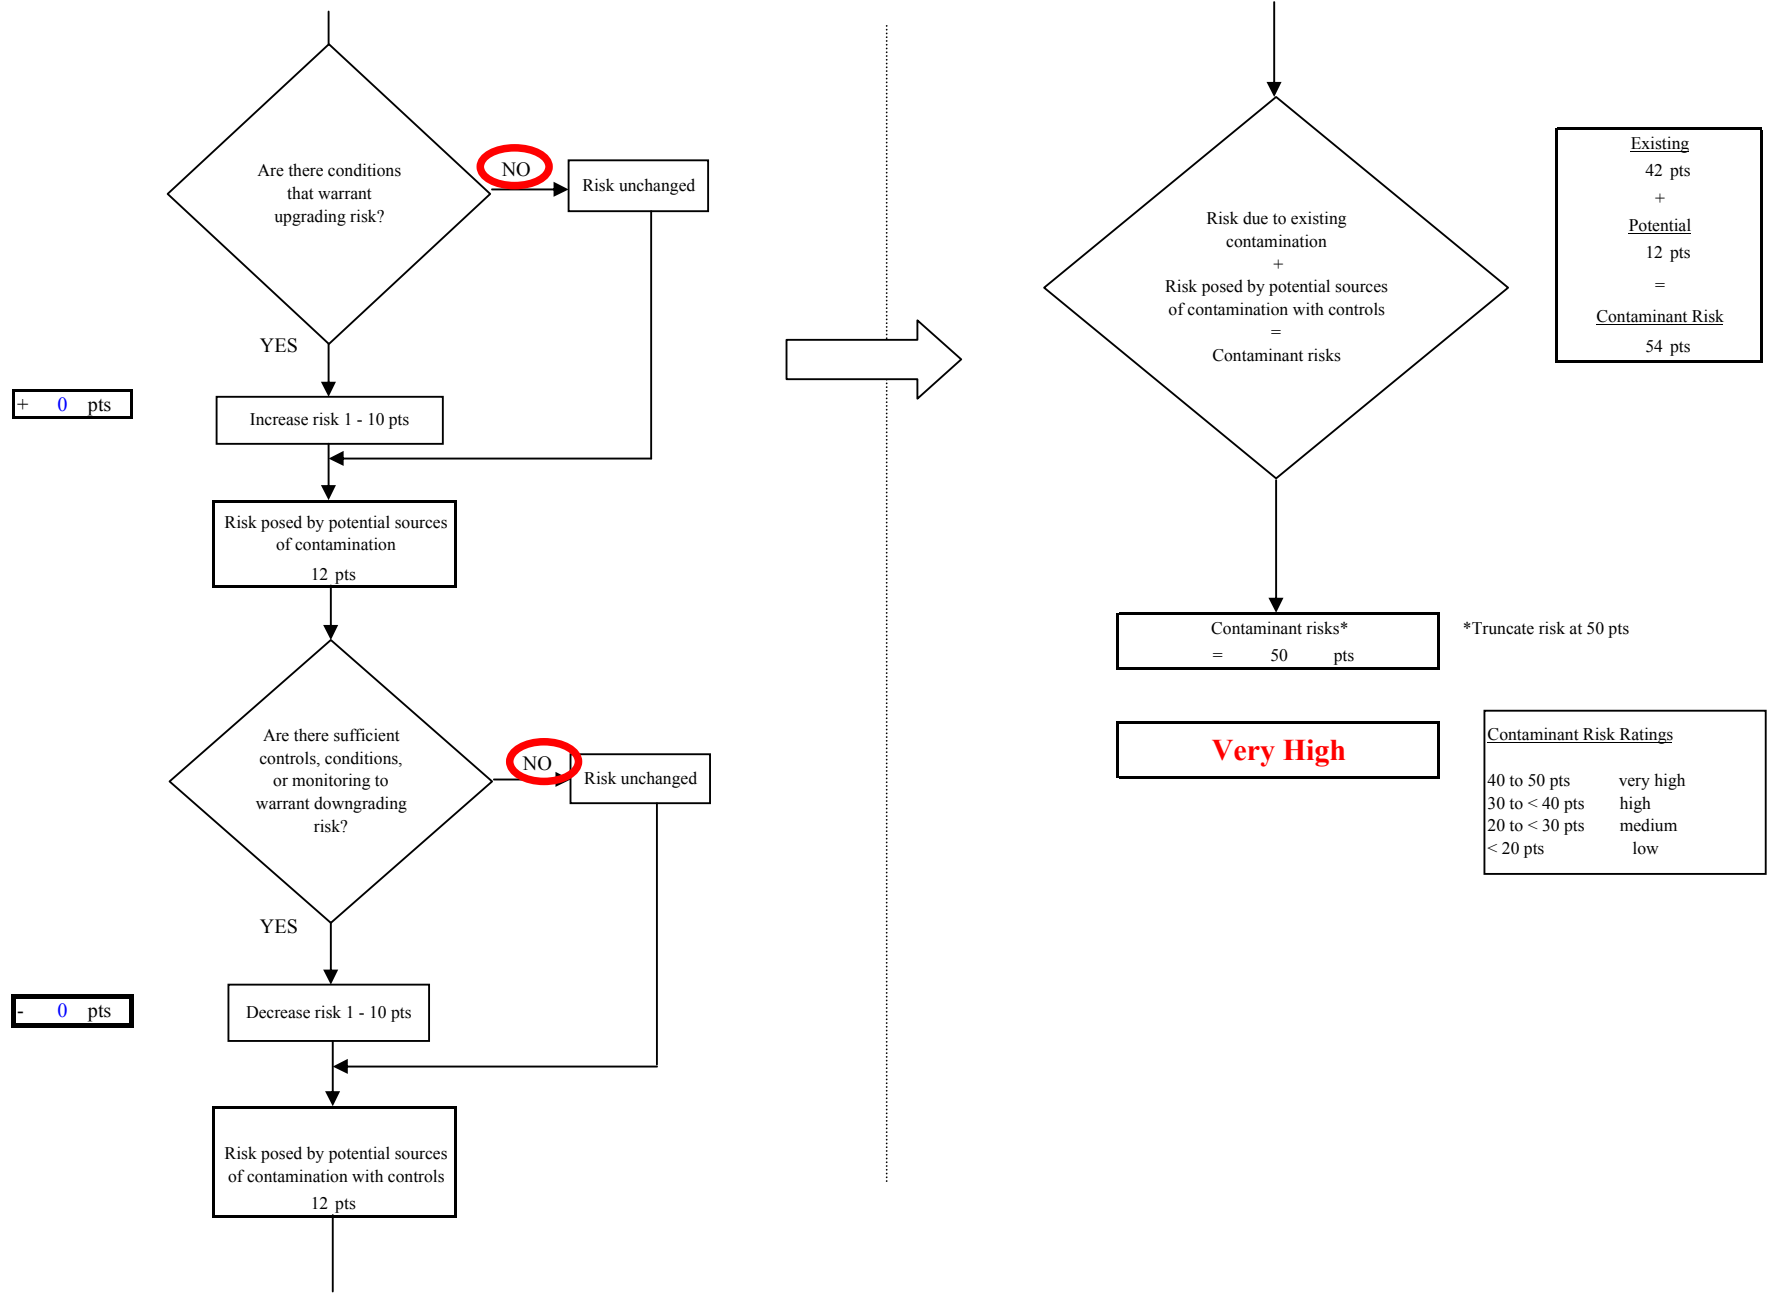 Are there conditions
that warrant
upgrading risk?
NO
Risk unchanged
YES
+ 0 pts
Increase risk 1 - 10 pts
Risk posed by potential sources
of contamination
12 pts
Are there sufficient
controls, conditions,
or monitoring to
warrant downgrading
risk?
NO
Risk unchanged
YES
- 0 pts
Decrease risk 1 - 10 pts
Risk posed by potential sources
of contamination with controls
12 pts
Risk due to existing
contamination
+
Risk posed by potential sources
of contamination with controls
=
Contaminant risks
Existing
42 pts
+
Potential
12 pts
=
Contaminant Risk
54 pts
Contaminant risks*
= 50 pts
*Truncate risk at 50 pts
Very High
Contaminant Risk Ratings
40 to 50 pts very high
30 to < 40 pts high
20 to < 30 pts medium
< 20 pts low